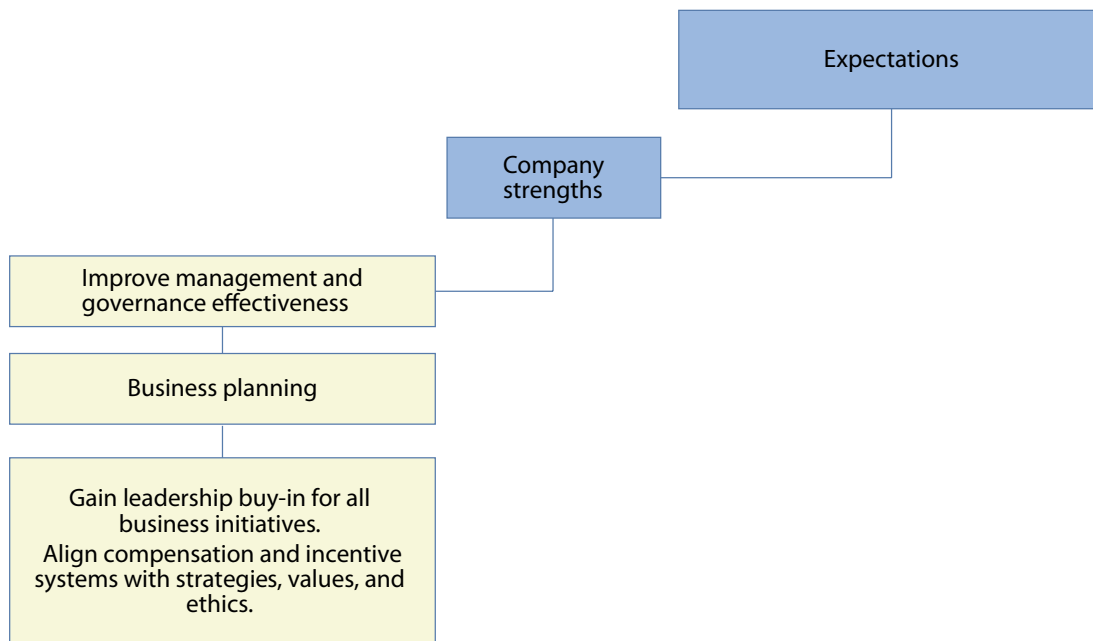 Expectations
Company
strengths
Improve management and
governance effectiveness
Business planning
Gain leadership buy-in for all
business initiatives.
Align compensation and incentive
systems with strategies, values, and
ethics.